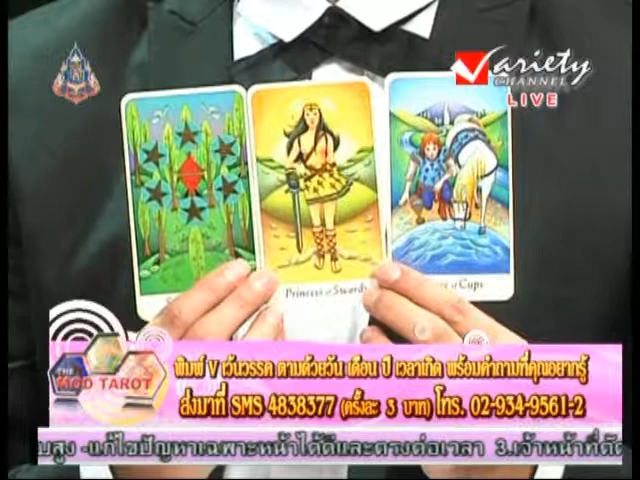 Variety
CHANNEL
LIVE
Princess of Swords
of Cups
THE
MOD TAROT
พิมพ์ V เว้นวรรค ตามด้วยวัน เดือน ปี เวลาเกิด พร้อมคำถามที่คุณอยากรู้
ส่งมาที่ SMS 4838377 (ครั้งละ 3 บาท) โทร. 02-934-9561-2
บสูง -แก้ไขปัญหาเฉพาะหน้าได้ดีและตรงต่อเวลา 3.เจ้าหน้าที่ตัด